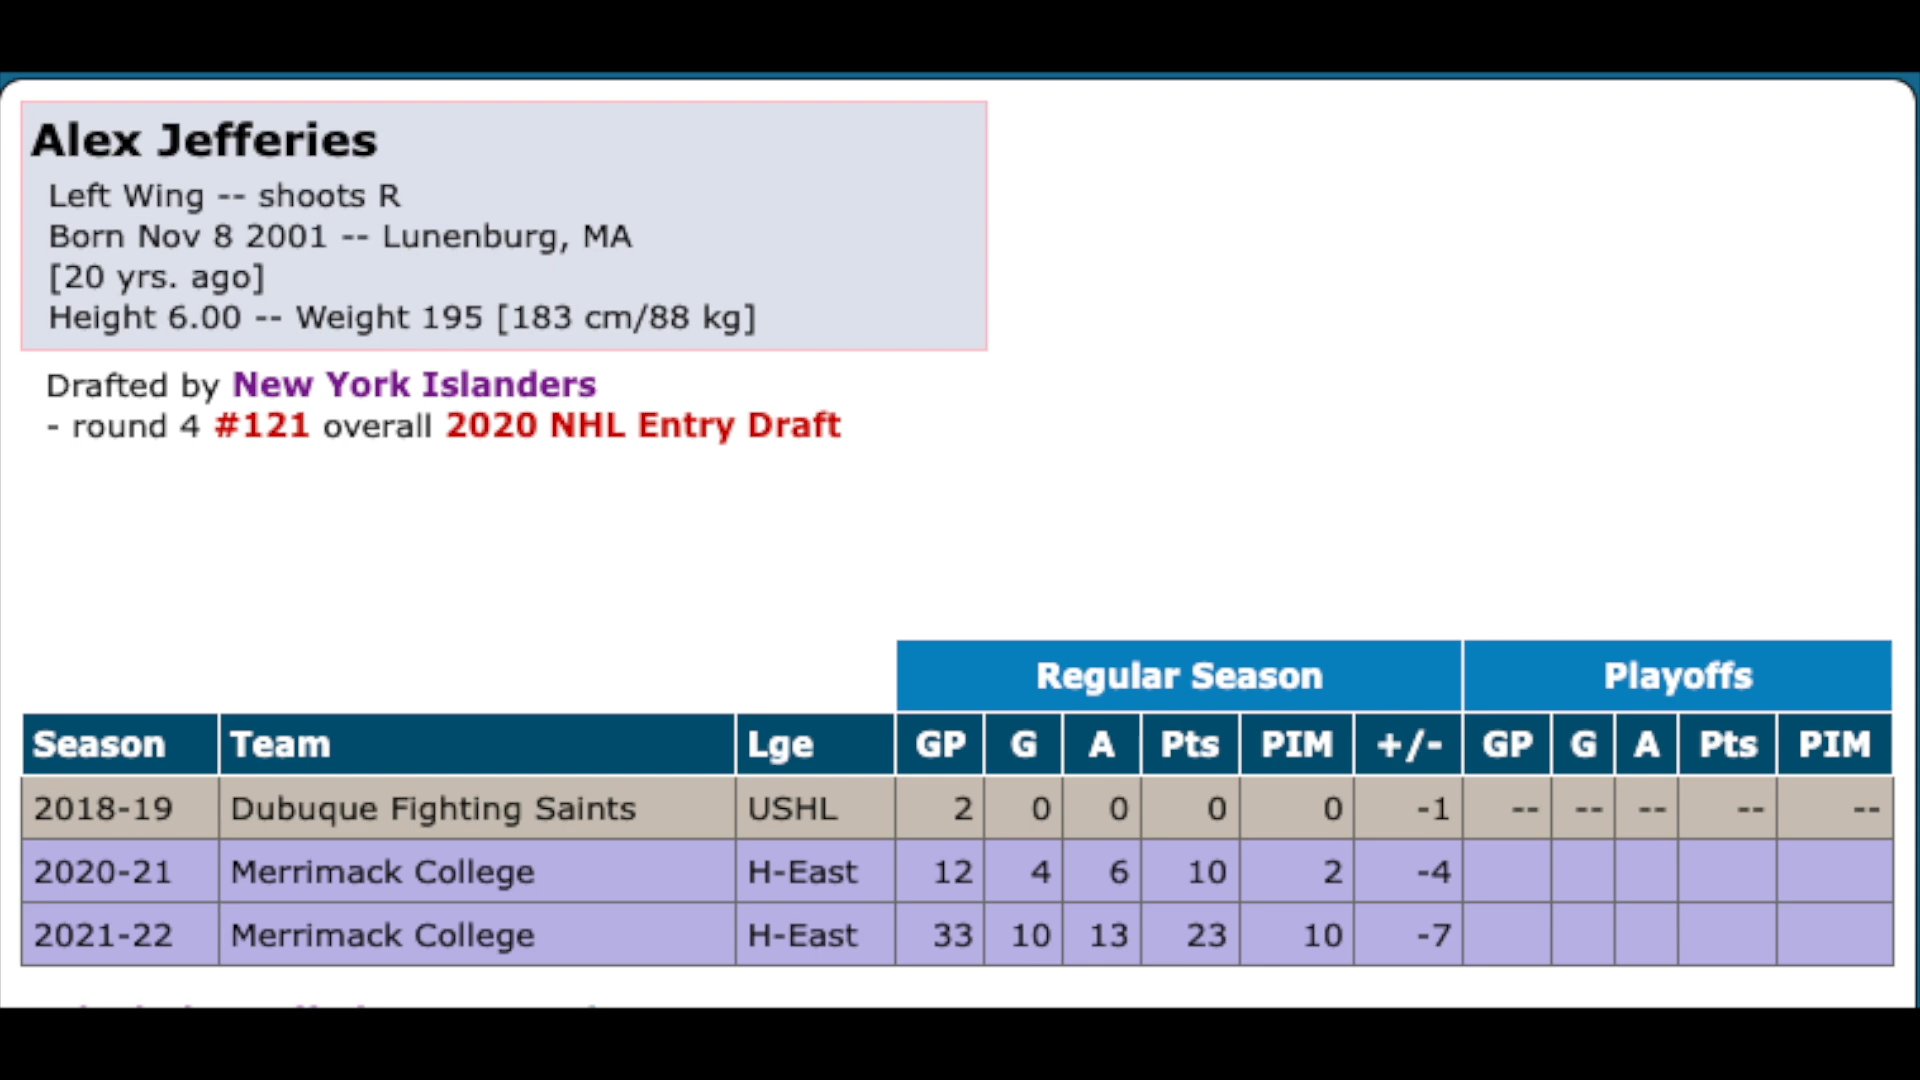 Alex Jefferies
Left Wing -- shoots R
Born Nov 8 2001 -- Lunenburg, MA
[20 yrs. ago]
Height 6.00 -- Weight 195 [183 cm/88 kg]
Drafted by New York Islanders
- round 4 #121 overall 2020 NHL Entry Draft
Regular Season Playoffs
Season Team Lge GP G A Pts PIM +/- GP G A Pts PIM
2018-19 Dubuque Fighting Saints USHL 2 0 0 0 0 -1 -- -- -- -- --
2020-21 Merrimack College H-East 12 4 6 10 2 -4
2021-22 Merrimack College H-East 33 10 13 23 10 -7